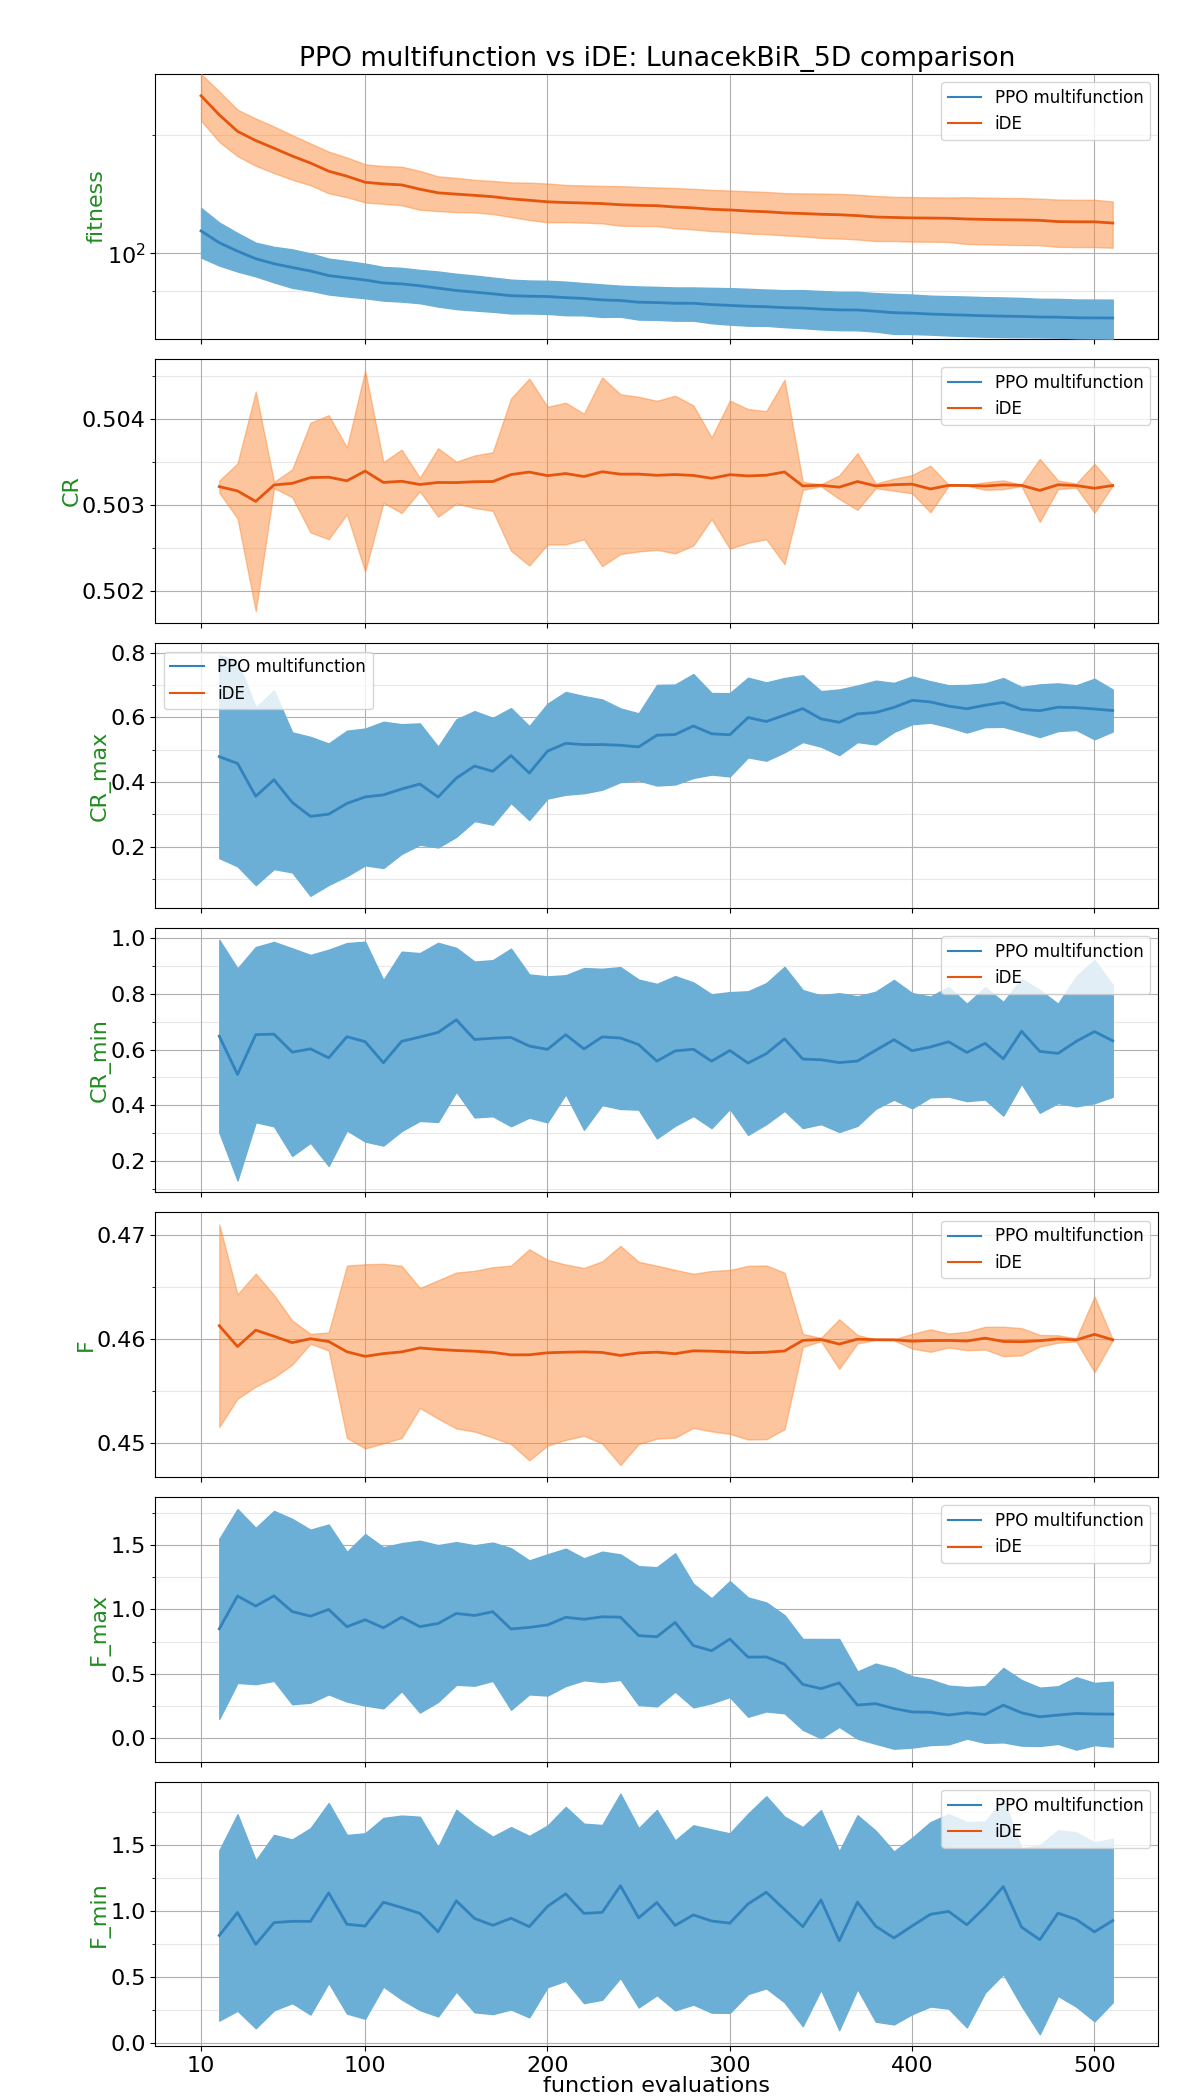 PPO multifunction vs iDE: LunacekBiR_5D comparison
fitness
10²
PPO multifunction
iDE
CR
0.504
0.503
0.502
PPO multifunction
iDE
CR_max
0.8
0.6
0.4
0.2
PPO multifunction
iDE
CR_min
1.0
0.8
0.6
0.4
0.2
PPO multifunction
iDE
F
0.47
0.46
0.45
PPO multifunction
iDE
F_max
1.5
1.0
0.5
0.0
PPO multifunction
iDE
F_min
1.5
1.0
0.5
0.0
PPO multifunction
iDE
10 100 200 300 400 500
function evaluations